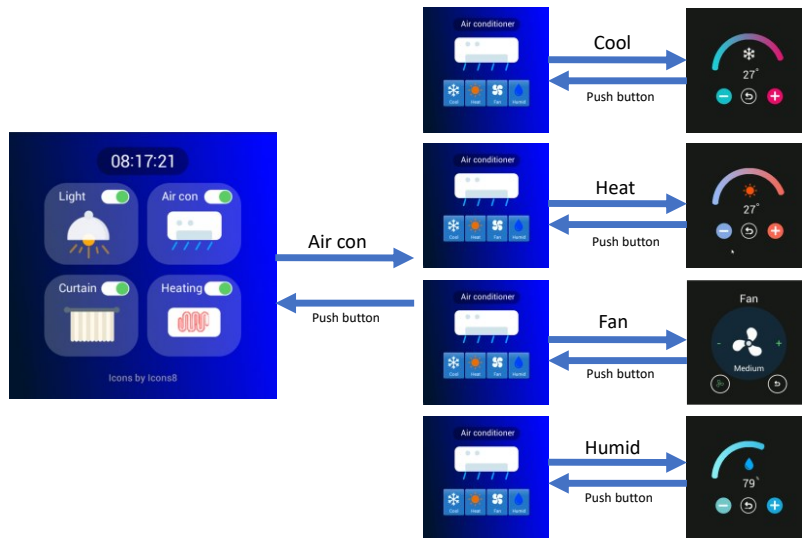 08:17:21
Light
Air con
Curtain
Heating
Icons by Icons8
Air con
Push button
Air conditioner
Cool Heat Fan Humid
Cool
Push button
27°
Air conditioner
Cool Heat Fan Humid
Heat
Push button
27°
Air conditioner
Cool Heat Fan Humid
Fan
Push button
Fan
- +
Medium
Air conditioner
Cool Heat Fan Humid
Humid
Push button
79%